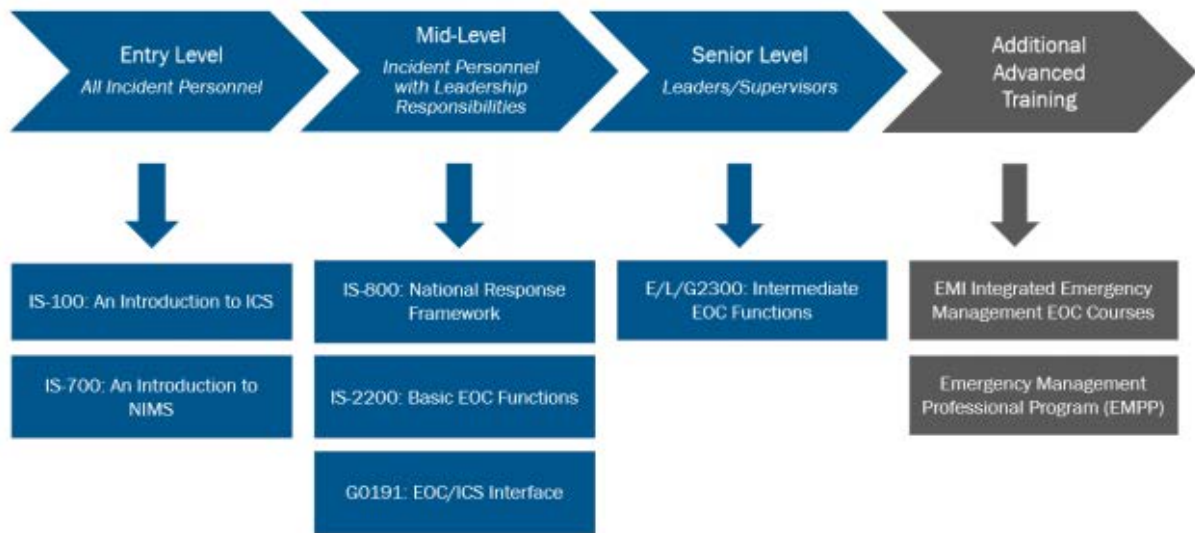 Entry Level
All Incident Personnel
Mid-Level
Incident Personnel
with Leadership
Responsibilities
Senior Level
Leaders/Supervisors
Additional
Advanced
Training
IS-100: An Introduction to ICS
IS-700: An Introduction to
NIMS
IS-800: National Response
Framework
IS-2200: Basic EOC Functions
G0191: EOC/ICS Interface
E/L/G2300: Intermediate
EOC Functions
EMI Integrated Emergency
Management EOC Courses
Emergency Management
Professional Program (EMPP)